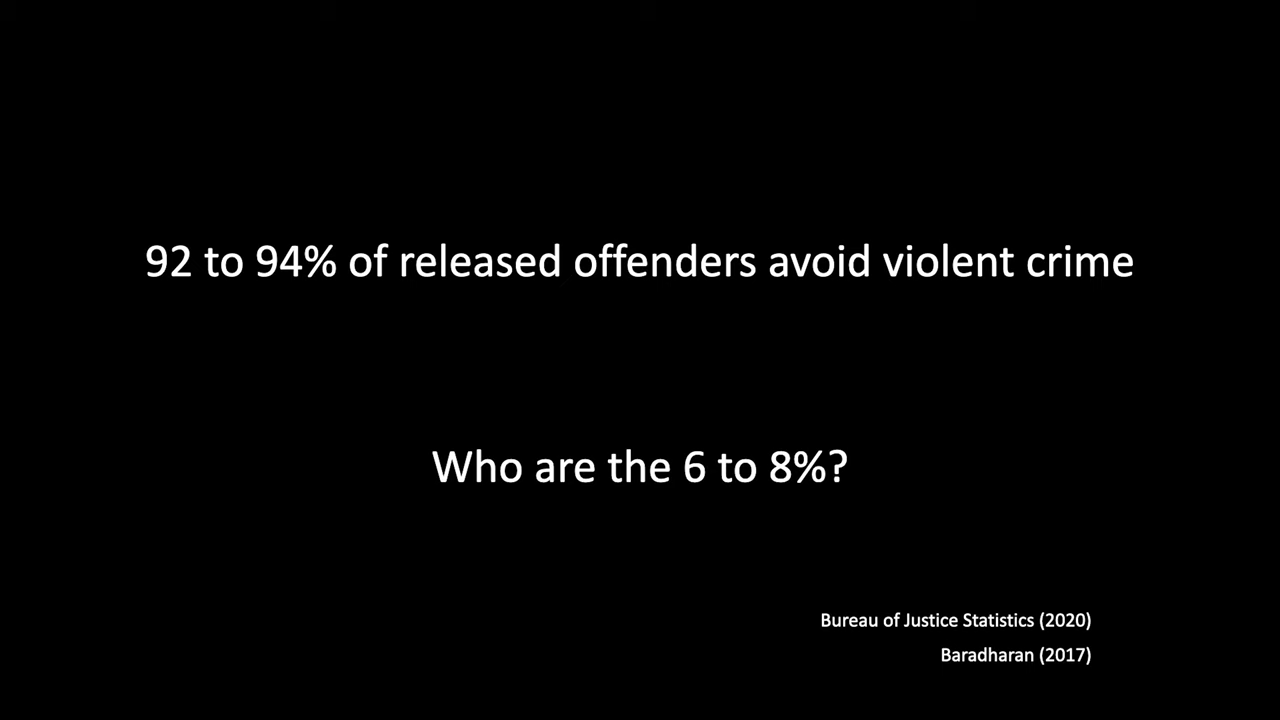 92 to 94% of released offenders avoid violent crime
Who are the 6 to 8%?
Bureau of Justice Statistics (2020)
Baradharan (2017)